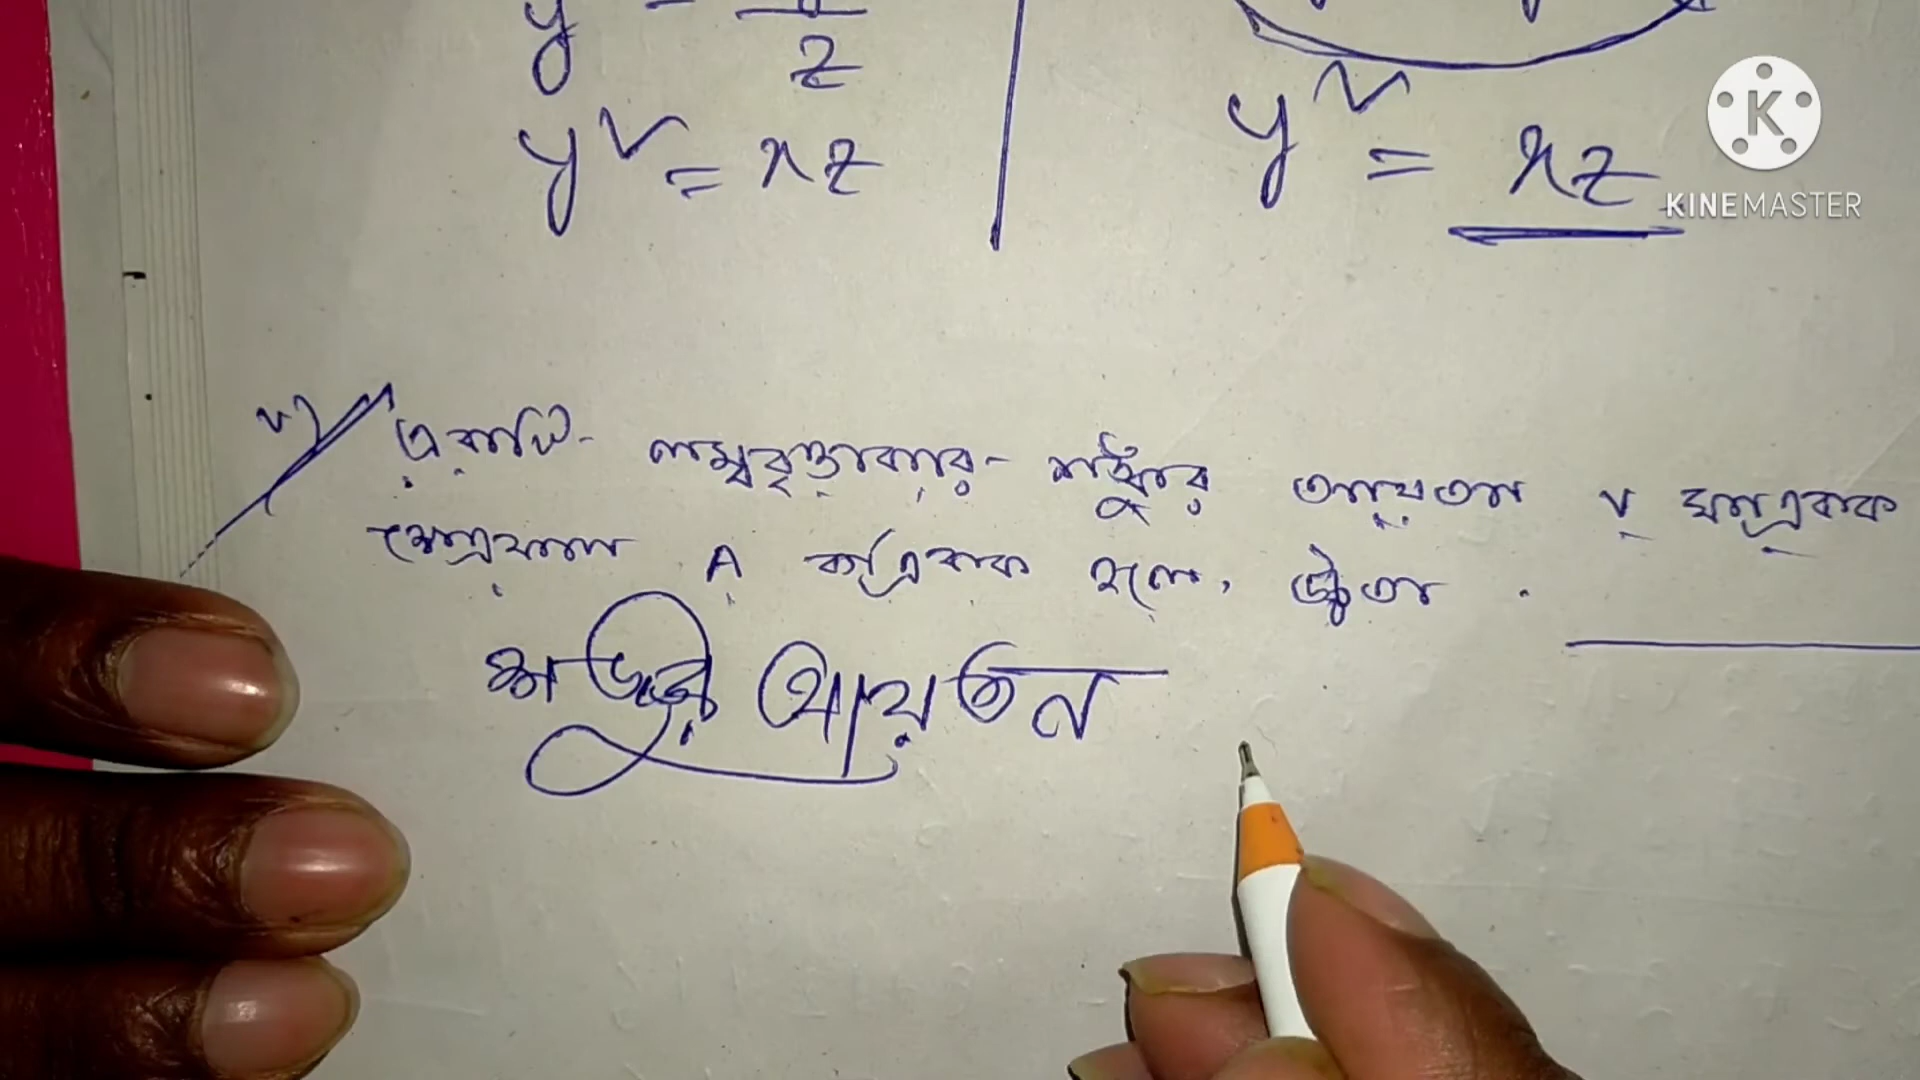 y = z
y² = xz
y² = xz
KINEMASTER
একটি লম্ববৃত্তাকার শঙ্কুর আয়তন V ঘনএকক
A বর্গএকক হলে, উচ্চতা .
শঙ্কুর আয়তন